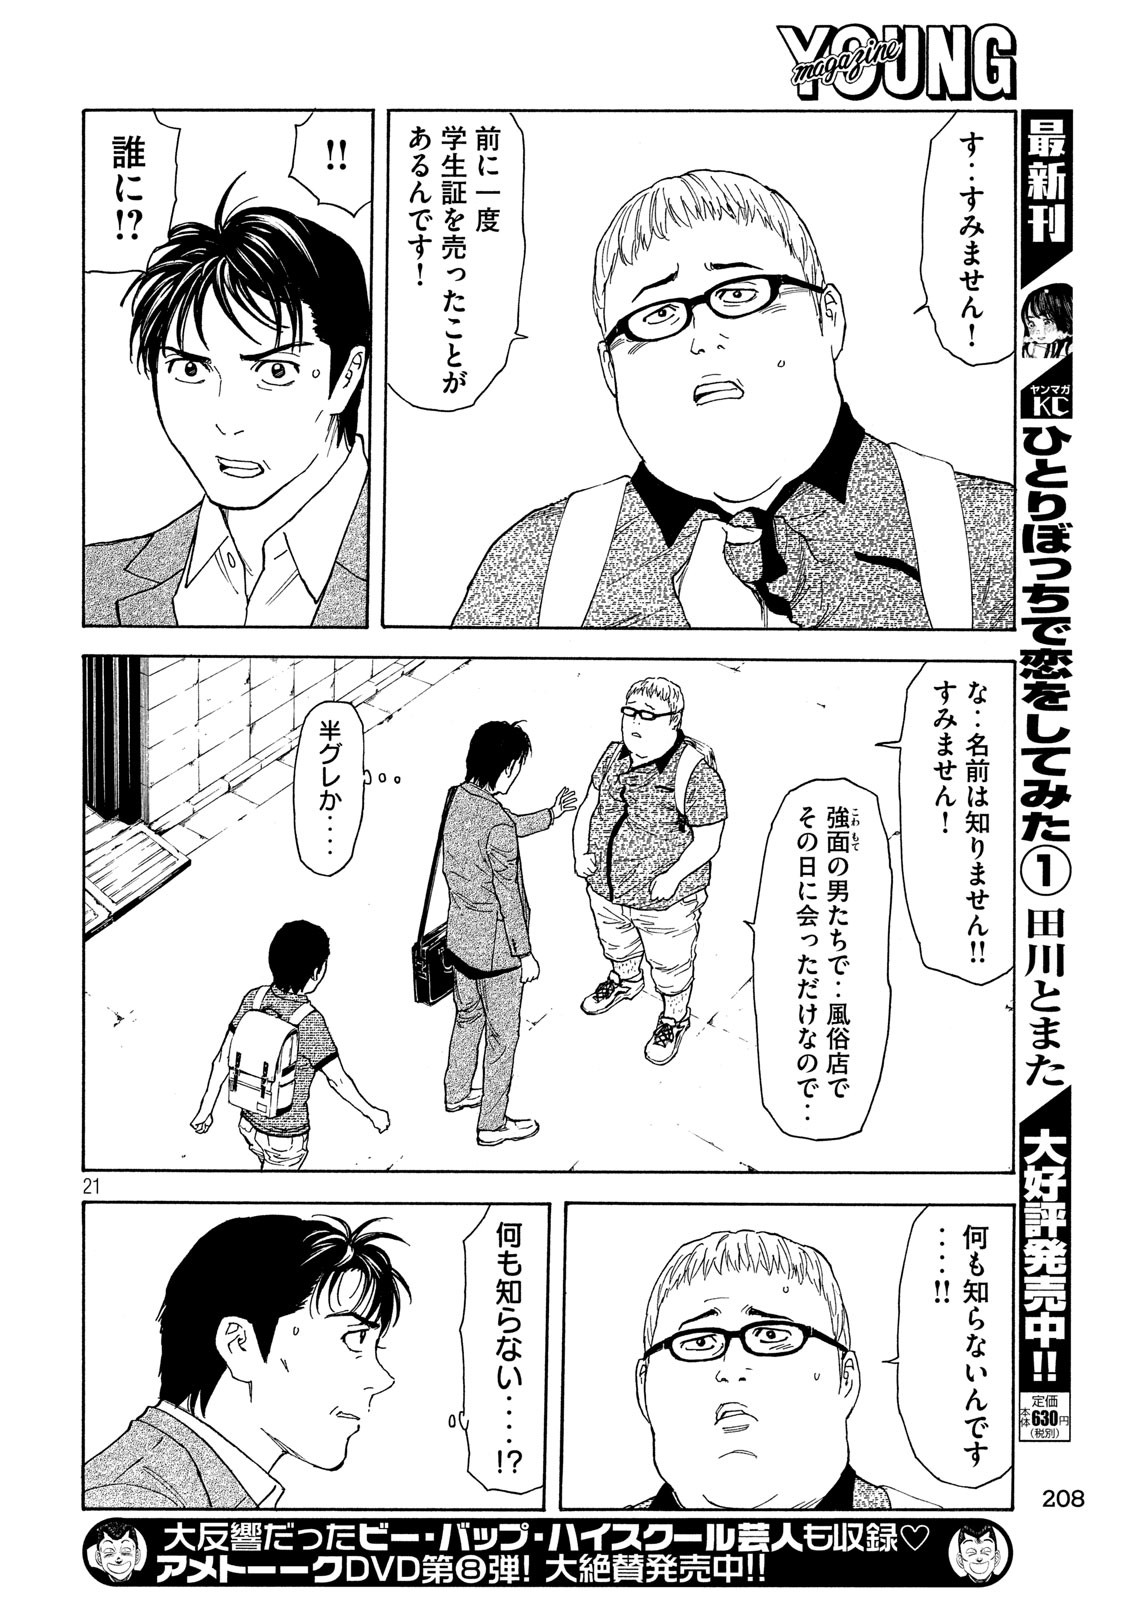 YOUNG
magazine
す‥すみません！
前に一度
学生証を売ったことが
あるんです！
!!
誰に!?
な‥名前は知りません!!
すみません！
強面の男たちで‥風俗店で
こわもて
その日に会っただけなので‥
半グレか‥‥
何も知らないんです
‥‥!!
何も知らない‥‥!?
21
208
最新刊
ヤンマガ
KC
ひとりぼっちで恋をしてみた①田川とまた
大好評発売中!!
定価
本体630円
(税別)
大反響だったビー・バップ・ハイスクール芸人も収録♡
アメトーークDVD第8弾！大絶賛発売中!!